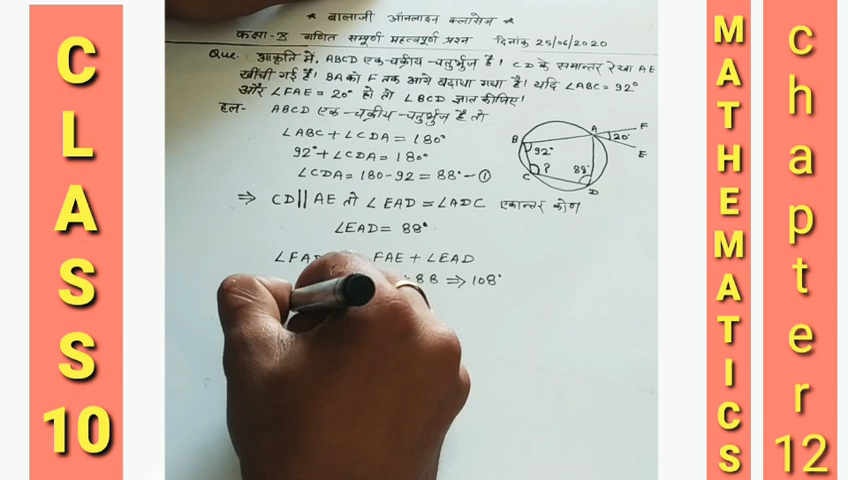 CLASS 10
★ बालाजी ऑनलाइन क्लासेज ★
कक्षा-X गणित सम्पूर्ण महत्वपूर्ण प्रश्न दिनांक 25/06/2020
Que. आकृति में, ABCD एक-चक्रीय-चतुर्भुज है। CD के समान्तर रेखा AE
खींची गई है। BA को F तक आगे बढ़ाया गया है। यदि ∠ABC = 92°
और ∠FAE = 20° हो तो ∠BCD ज्ञात कीजिए।
हल- ABCD एक-चक्रीय-चतुर्भुज है तो
∠ABC + ∠CDA = 180°
92° + ∠CDA = 180°
∠CDA = 180 - 92 = 88° - ①
⇒ CD || AE तो ∠EAD = ∠ADC एकान्तर कोण
∠EAD = 88°
∠FAD FAE + ∠EAD
+ 88 ⇒ 108°
B
92°
A
F
20°
E
C
?
88°
D
MATHEMATICS
chapter 12